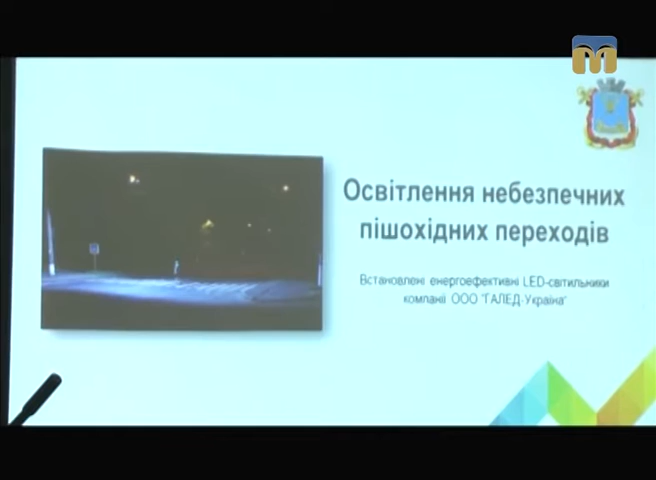 Освітлення небезпечних
пішохідних переходів
Встановлені енергоефективні LED-світильники
компанії ООО "ГАЛЕД-Україна"